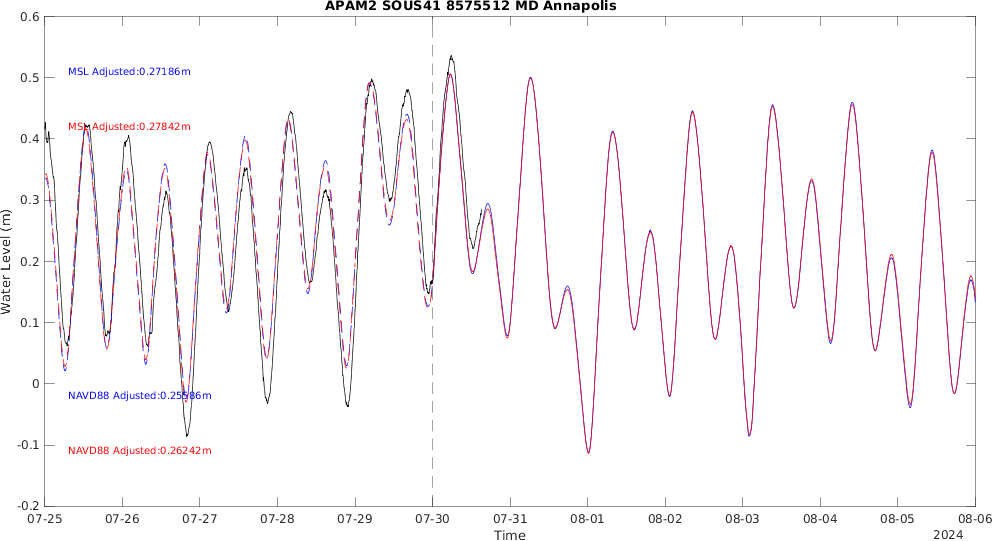 APAM2 SOUS41 8575512 MD Annapolis
0.6
0.5
0.4
0.3
0.2
0.1
0
-0.1
-0.2
Water Level (m)
MSL Adjusted:0.27186m
MSL Adjusted:0.27842m
NAVD88 Adjusted:0.25586m
NAVD88 Adjusted:0.26242m
07-25 07-26 07-27 07-28 07-29 07-30 07-31 08-01 08-02 08-03 08-04 08-05 08-06
Time
2024